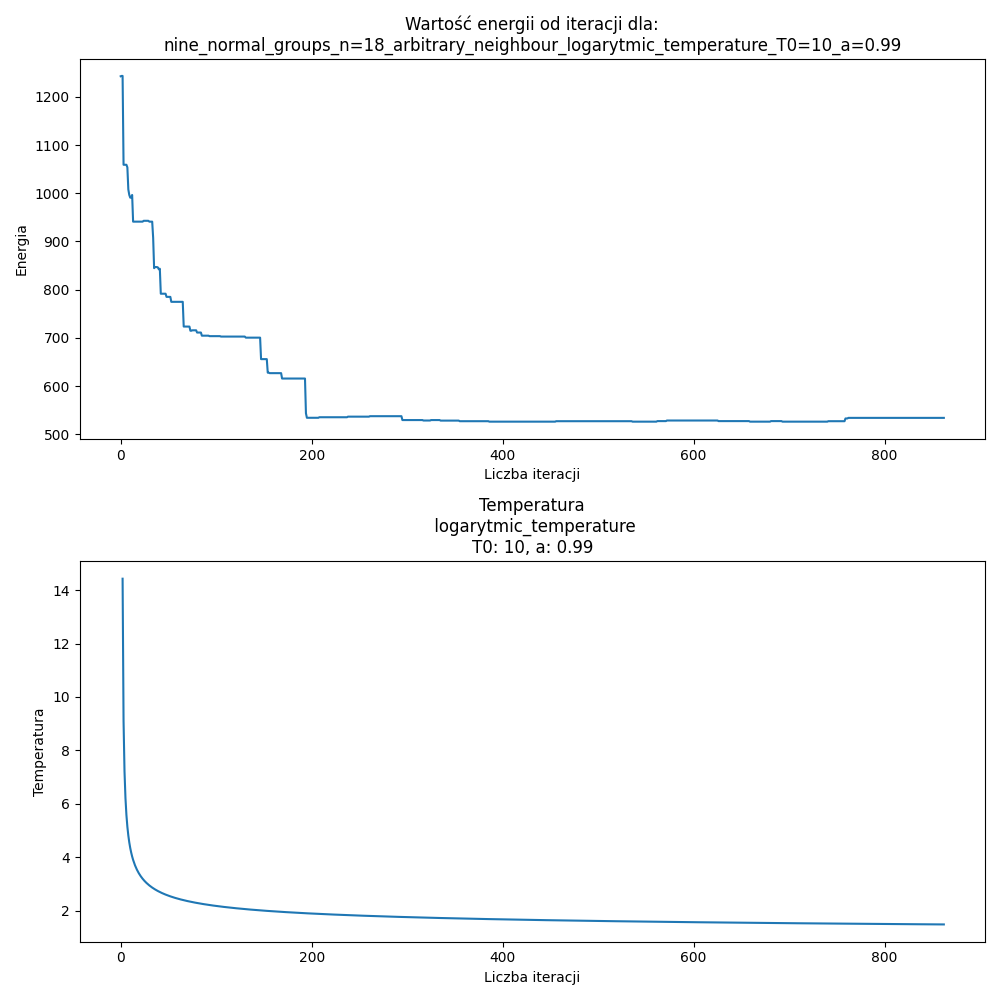 Wartość energii od iteracji dla:
nine_normal_groups_n=18_arbitrary_neighbour_logarytmic_temperature_T0=10_a=0.99
1200
1100
1000
900
800
700
600
500
Energia
0 200 400 600 800
Liczba iteracji
Temperatura
logarytmic_temperature
T0: 10, a: 0.99
14
12
10
8
6
4
2
Temperatura
0 200 400 600 800
Liczba iteracji